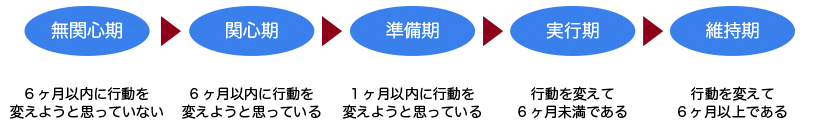 無関心期
関心期
準備期
実行期
維持期
６ヶ月以内に行動を
変えようと思っていない
６ヶ月以内に行動を
変えようと思っている
１ヶ月以内に行動を
変えようと思っている
行動を変えて
６ヶ月未満である
行動を変えて
６ヶ月以上である